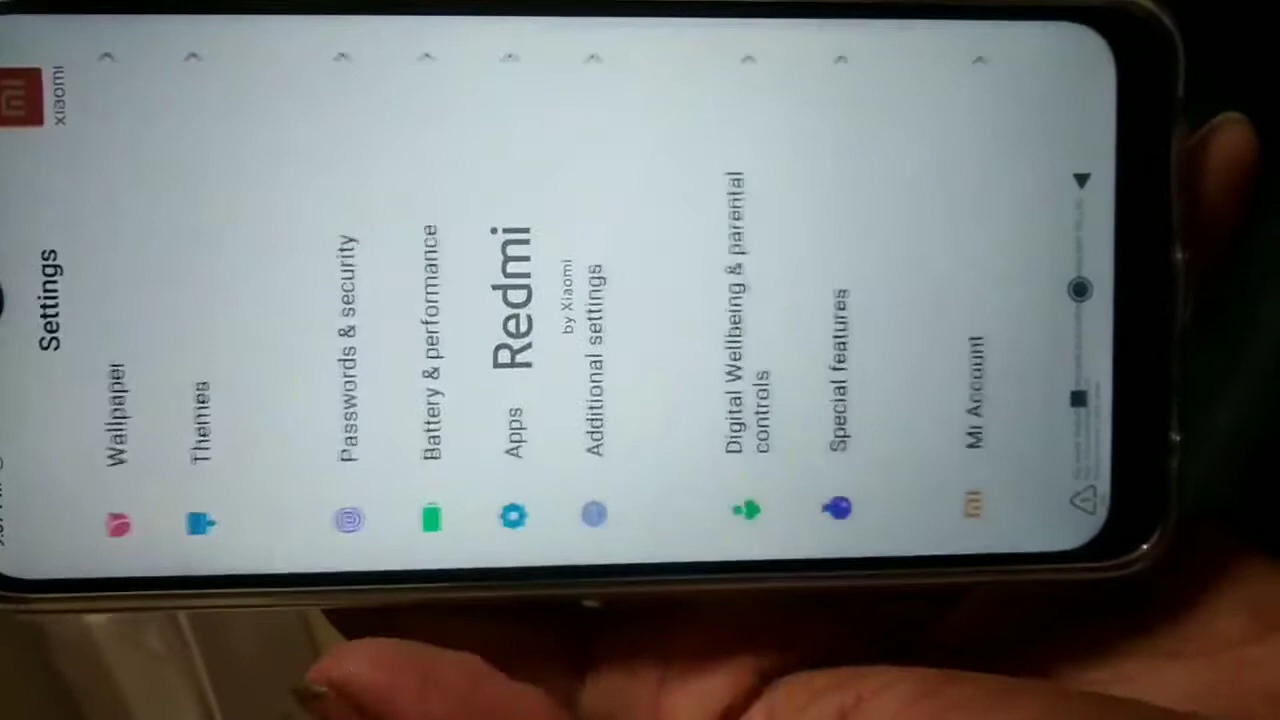 mi
xiaomi
Settings
Wallpaper
Themes
Passwords & security
Battery & performance
Apps
Redmi
by Xiaomi
Additional settings
Digital Wellbeing & parental
controls
Special features
Mi Account